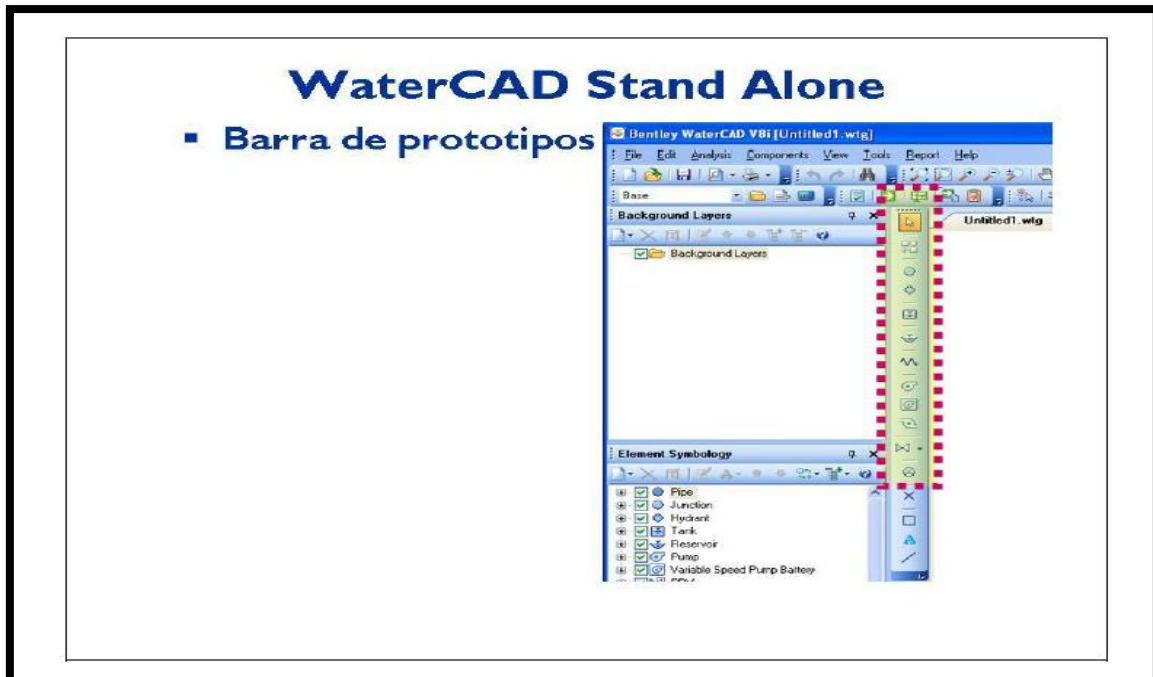 WaterCAD Stand Alone
▪ Barra de prototipos
Bentley WaterCAD V8i [Untitled1.wtg]
File Edit Analysis Components View Tools Report Help
Base
Background Layers
Untitled1.wtg
Background Layers
Element Symbology
Pipe
Junction
Hydrant
Tank
Reservoir
Pump
Variable Speed Pump Battery